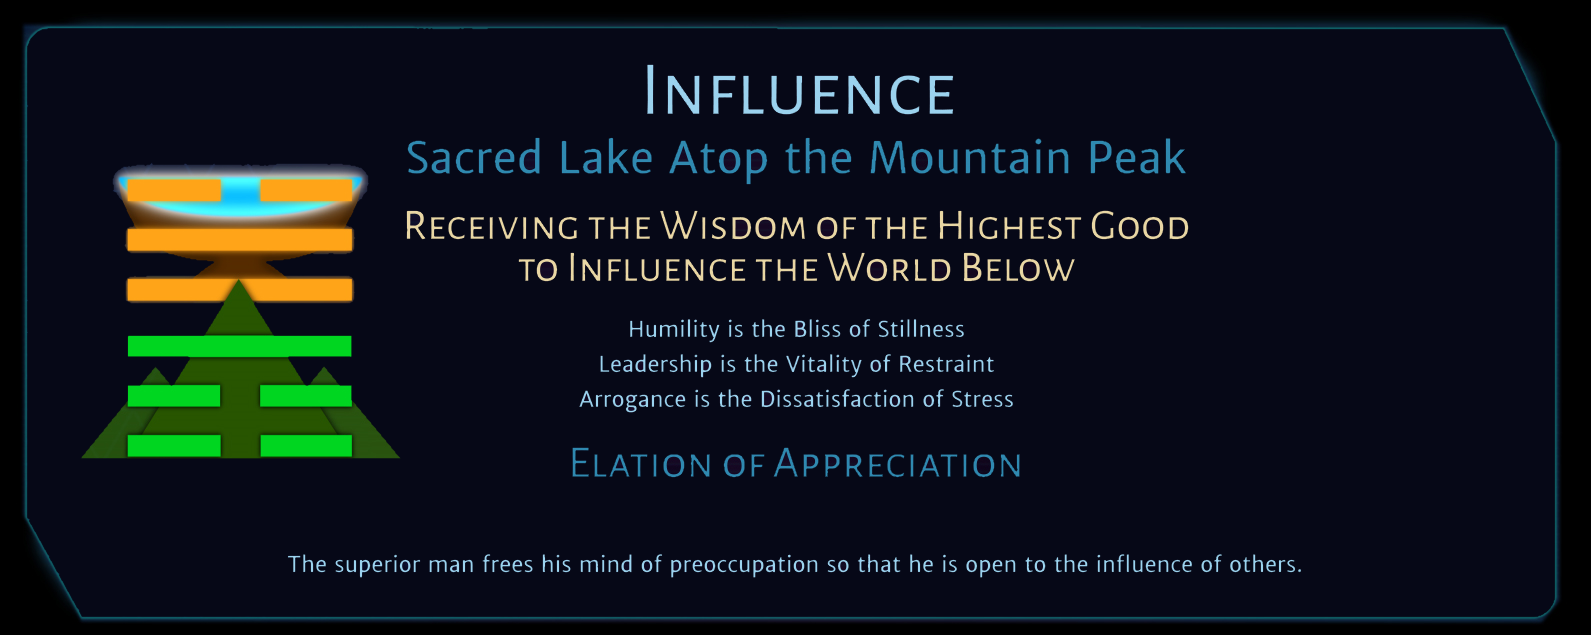 Influence
Sacred Lake Atop the Mountain Peak
Receiving the Wisdom of the Highest Good
to Influence the World Below
Humility is the Bliss of Stillness
Leadership is the Vitality of Restraint
Arrogance is the Dissatisfaction of Stress
Elation of Appreciation
The superior man frees his mind of preoccupation so that he is open to the influence of others.